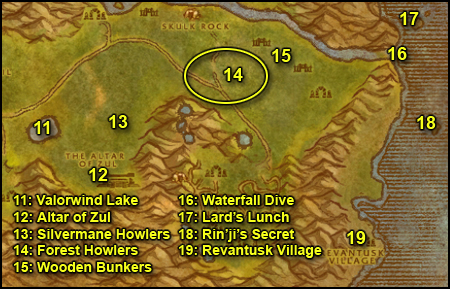 17
SKULK ROCK
15
16
14
18
11
13
THE ALTAR
OF ZUL
12
19
REVANTUSK
VILLAGE
11: Valorwind Lake
12: Altar of Zul
13: Silvermane Howlers
14: Forest Howlers
15: Wooden Bunkers
16: Waterfall Dive
17: Lard's Lunch
18: Rin'ji's Secret
19: Revantusk Village